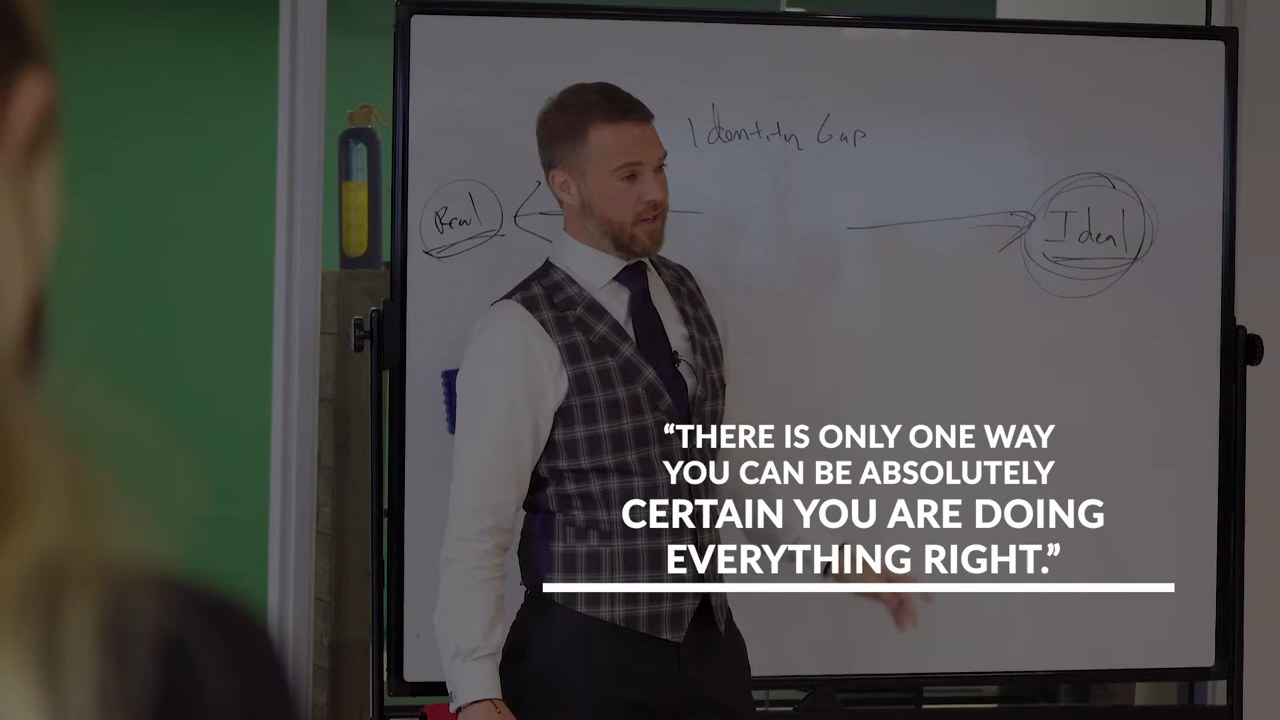 Identity Gap
Real
Ideal
“THERE IS ONLY ONE WAY
YOU CAN BE ABSOLUTELY
CERTAIN YOU ARE DOING
EVERYTHING RIGHT.”